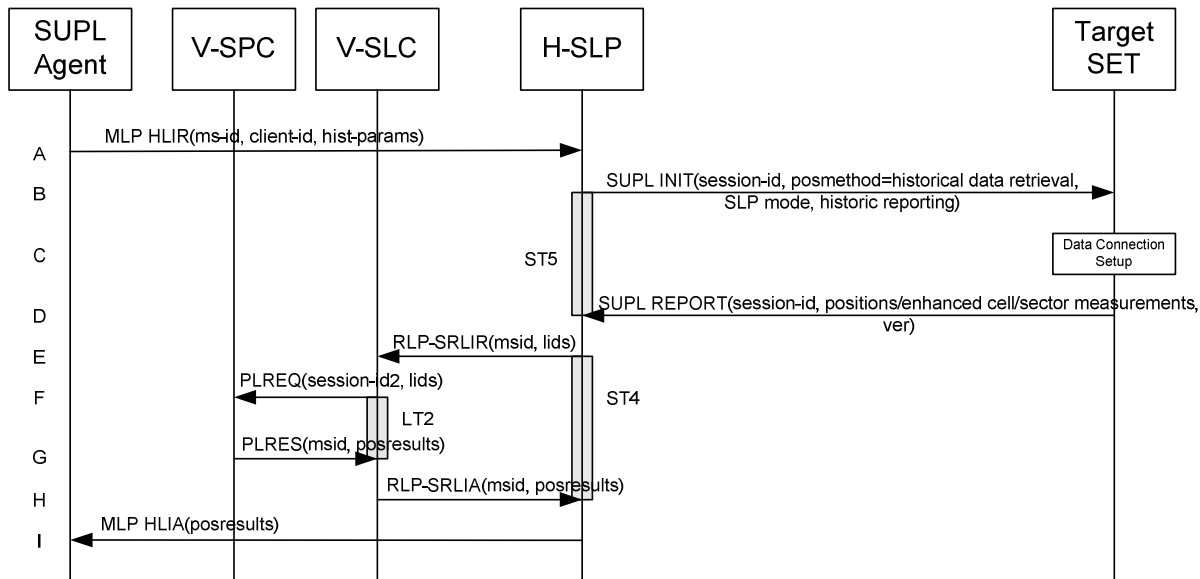 SUPL
Agent
V-SPC
V-SLC
H-SLP
Target
SET
A
MLP HLIR(ms-id, client-id, hist-params)
B
SUPL INIT(session-id, posmethod=historical data retrieval,
SLP mode, historic reporting)
C
ST5
Data Connection
Setup
D
SUPL REPORT(session-id, positions/enhanced cell/sector measurements,
ver)
E
RLP-SRLIR(msid, lids)
F
PLREQ(session-id2, lids)
ST4
LT2
G
PLRES(msid, posresults)
H
RLP-SRLIA(msid, posresults)
I
MLP HLIA(posresults)